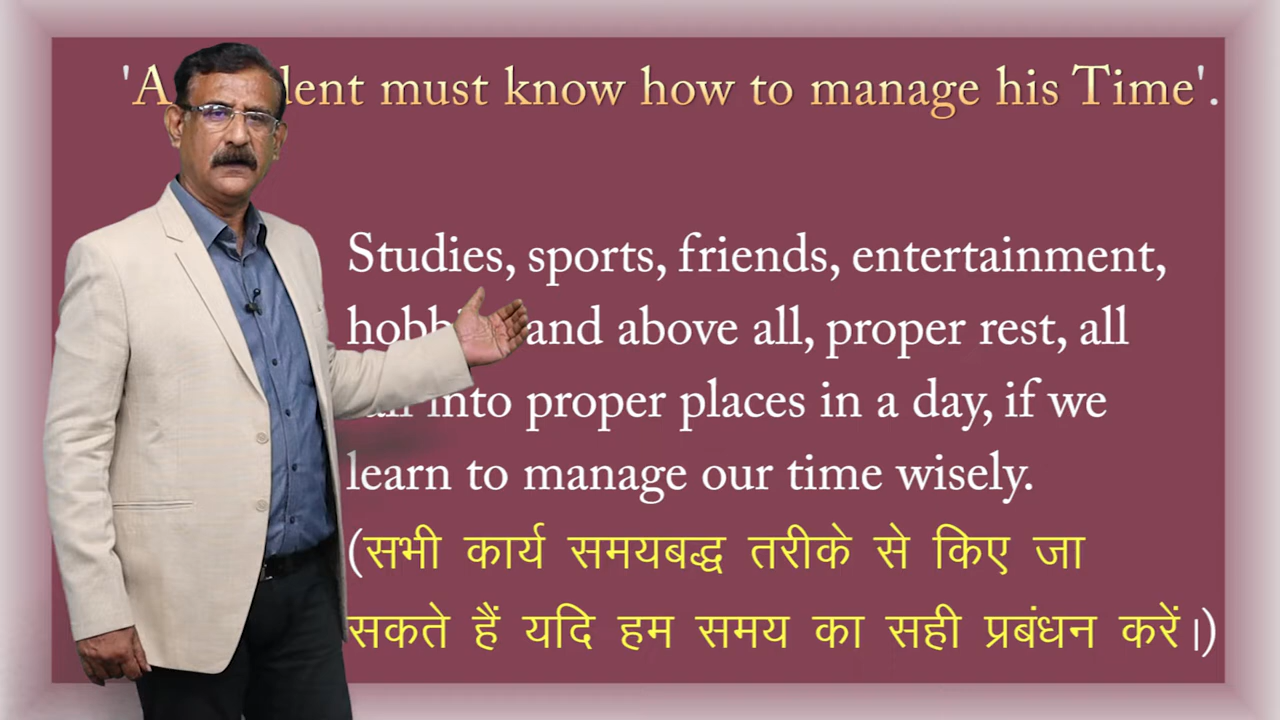 'A must know how to manage his Time'.
Studies, sports, friends, entertainment,
and above all, proper rest, all
into proper places in a day, if we
learn to manage our time wisely.
(सभी कार्य समयबद्ध तरीके से किए जा
सकते हैं यदि हम समय का सही प्रबंधन करें।)